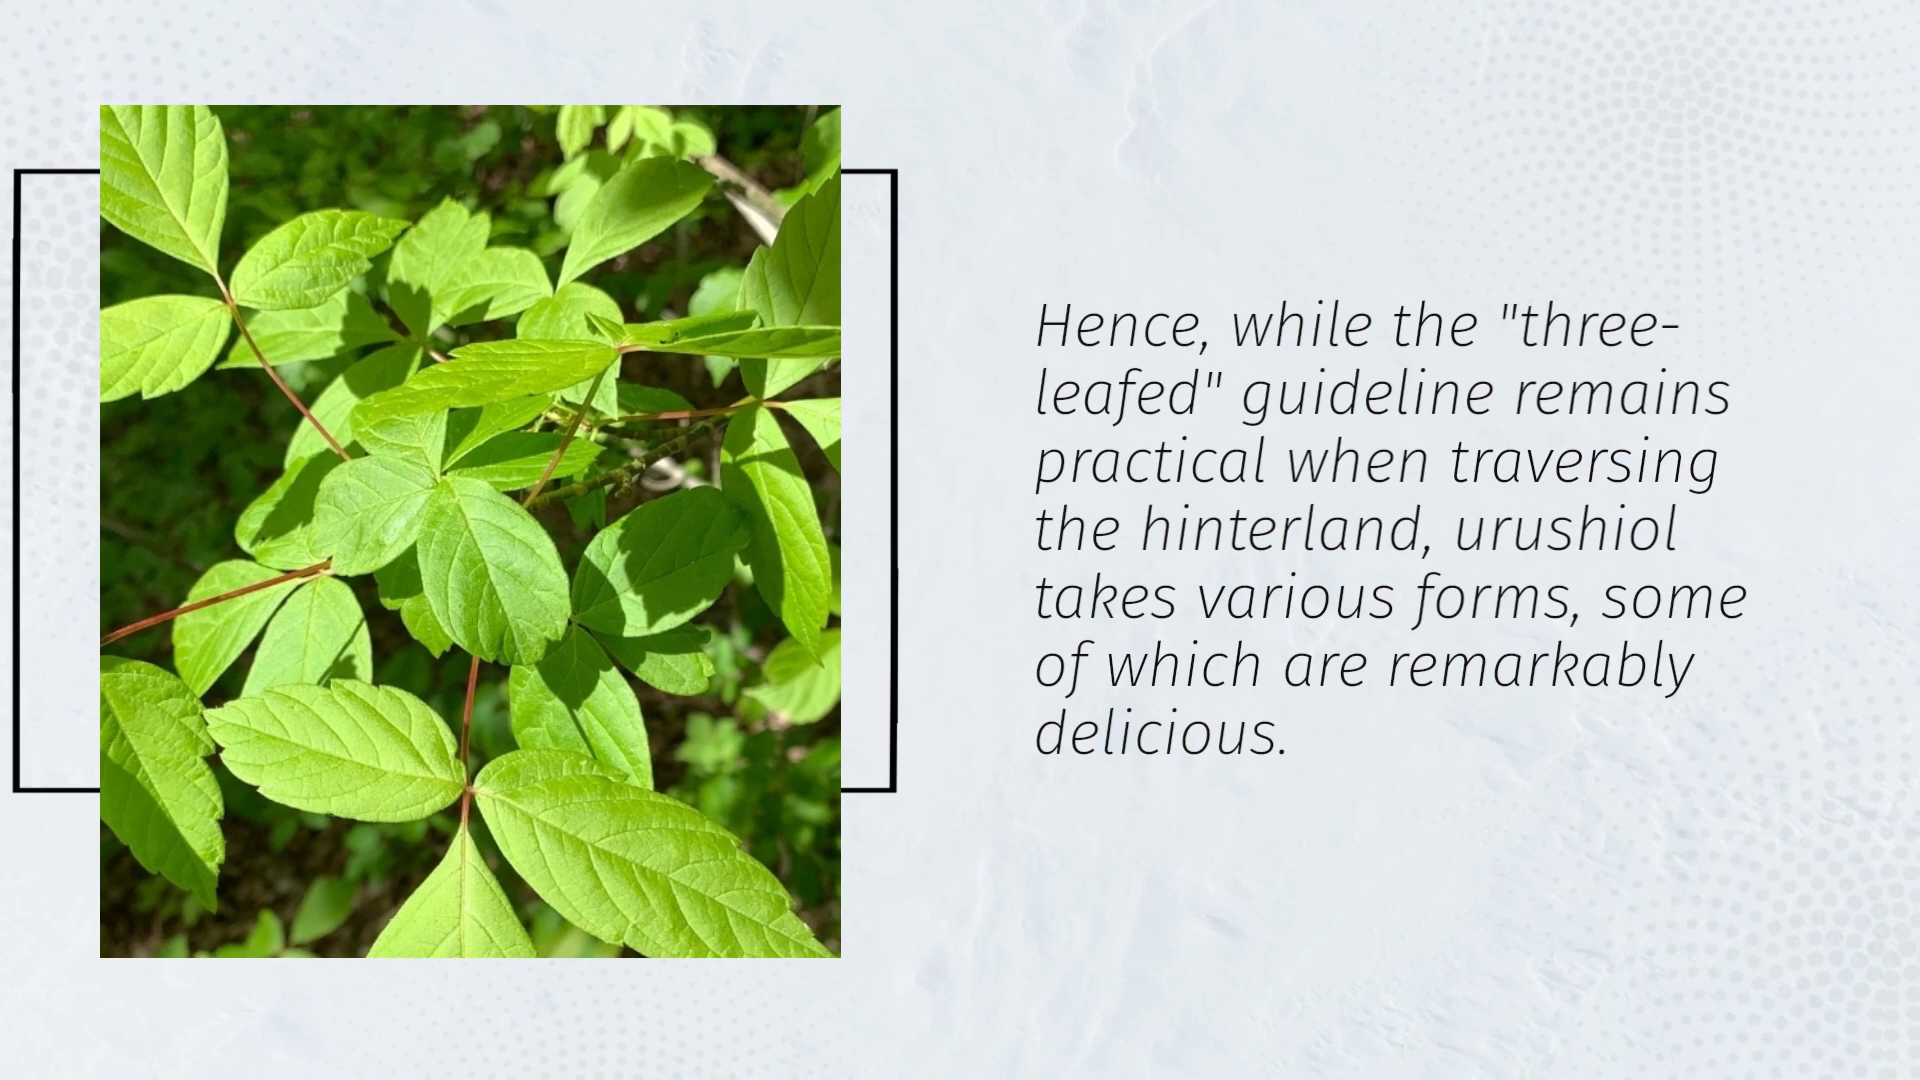 Hence, while the "three-
leafed" guideline remains
practical when traversing
the hinterland, urushiol
takes various forms, some
of which are remarkably
delicious.